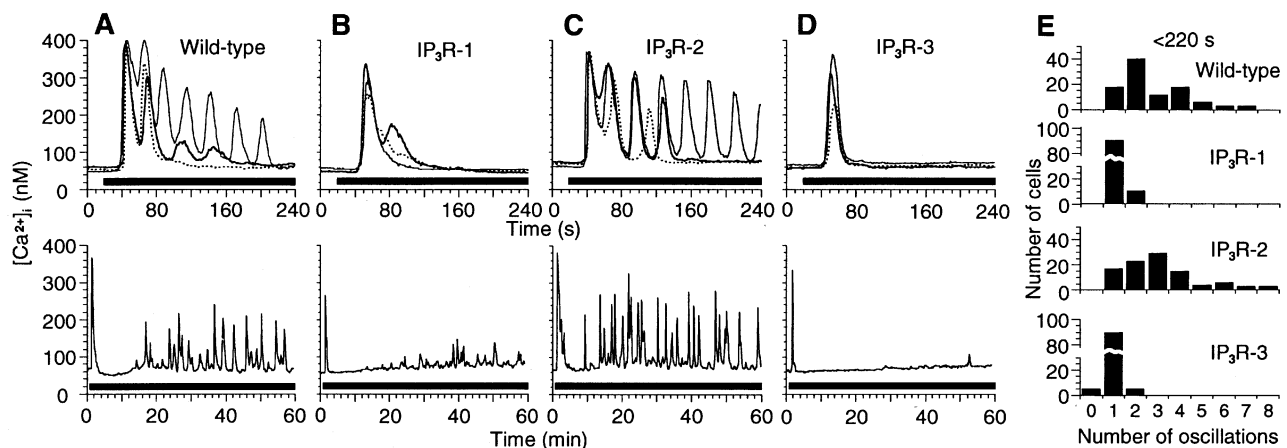 A
Wild-type
B
IP₃R-1
C
IP₃R-2
D
IP₃R-3
E
<220 s
400
300
200
100
0
[Ca²⁺]ᵢ (nM)
0 80 160 240
0 80 160 240
0 80 160 240
0 80 160 240
Time (s)
400
300
200
100
0
0 20 40 60
20 40 60
20 40 60
20 40 60
Time (min)
Number of cells
40
20
0
Wild-type
100
80
20
0
IP₃R-1
40
20
0
IP₃R-2
100
80
20
0
IP₃R-3
0 1 2 3 4 5 6 7 8
Number of oscillations